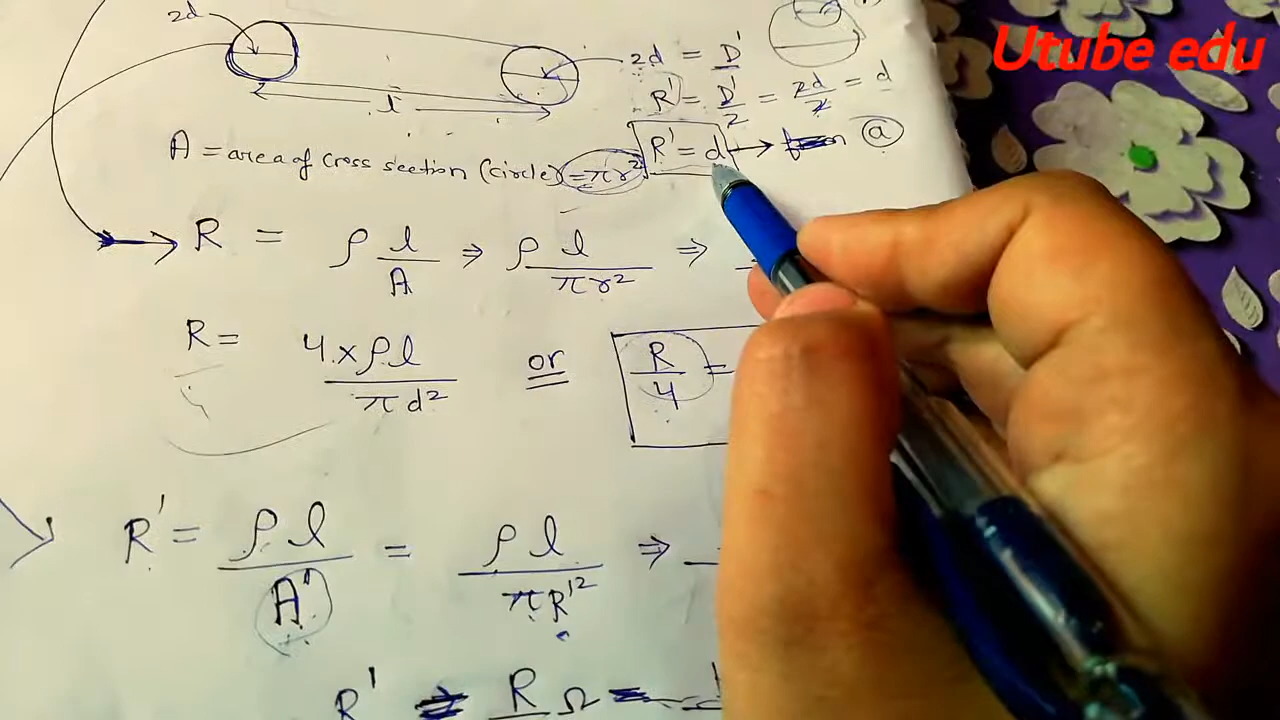 Utube edu
2d
2d = D'
l
R' = D'/2 = 2d/2 = d
A = area of cross section (circle) = πr²
R' = d → a
R = ρ l/A ⇒ ρ l/πr² ⇒
R = 4 × ρl/πd² or R/4 =
R' = ρ l/A' = ρ l/πR'² ⇒
R' = R Ω =